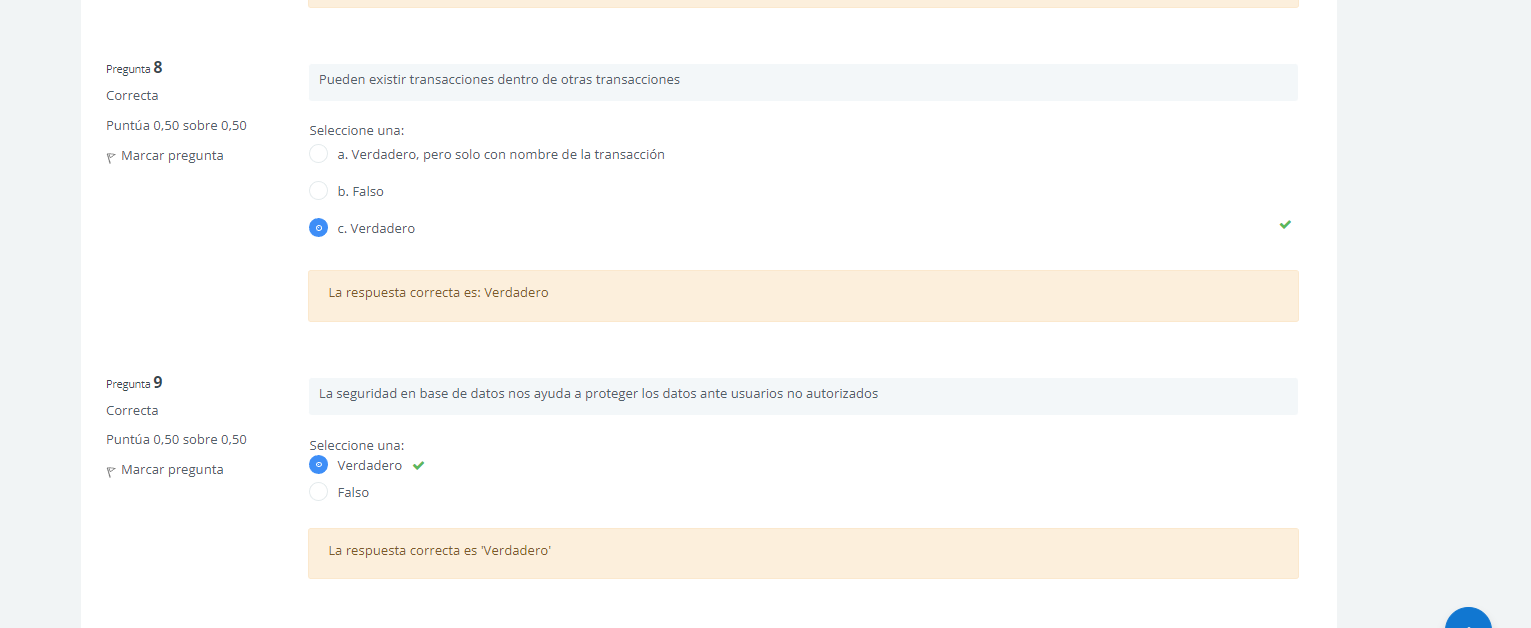 Pregunta 8
Correcta
Puntúa 0,50 sobre 0,50
Marcar pregunta
Pueden existir transacciones dentro de otras transacciones
Seleccione una:
a. Verdadero, pero solo con nombre de la transacción
b. Falso
c. Verdadero
La respuesta correcta es: Verdadero
Pregunta 9
Correcta
Puntúa 0,50 sobre 0,50
Marcar pregunta
La seguridad en base de datos nos ayuda a proteger los datos ante usuarios no autorizados
Seleccione una:
Verdadero
Falso
La respuesta correcta es 'Verdadero'